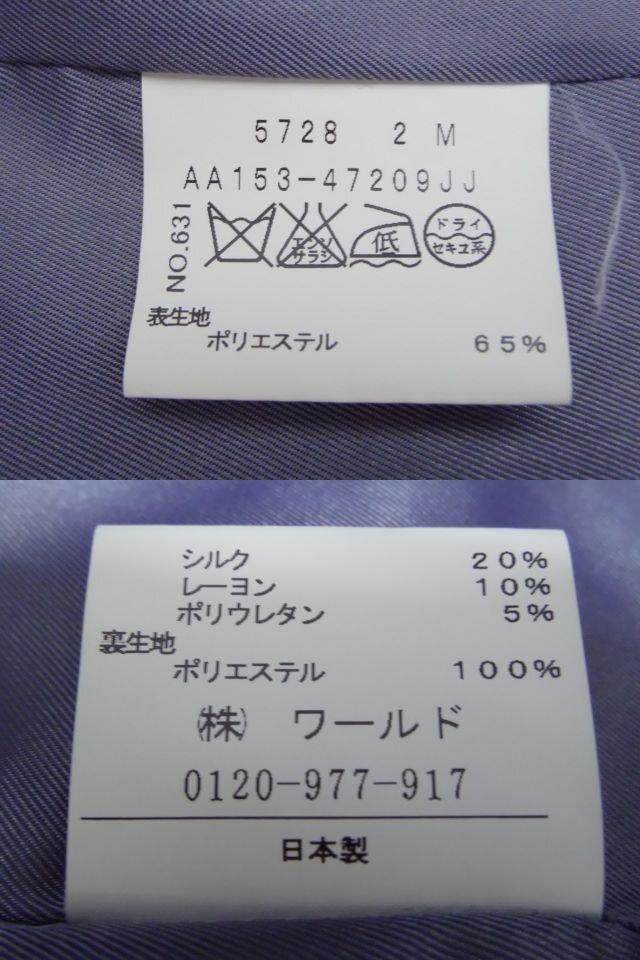 5728 2 M
AA153-47209JJ
NO.631
エンソ
サラシ
低
ドライ
セキユ系
表生地
ポリエステル 65%
シルク 20%
レーヨン 10%
ポリウレタン 5%
裏生地
ポリエステル 100%
㈱ ワールド
0120-977-917
日本製